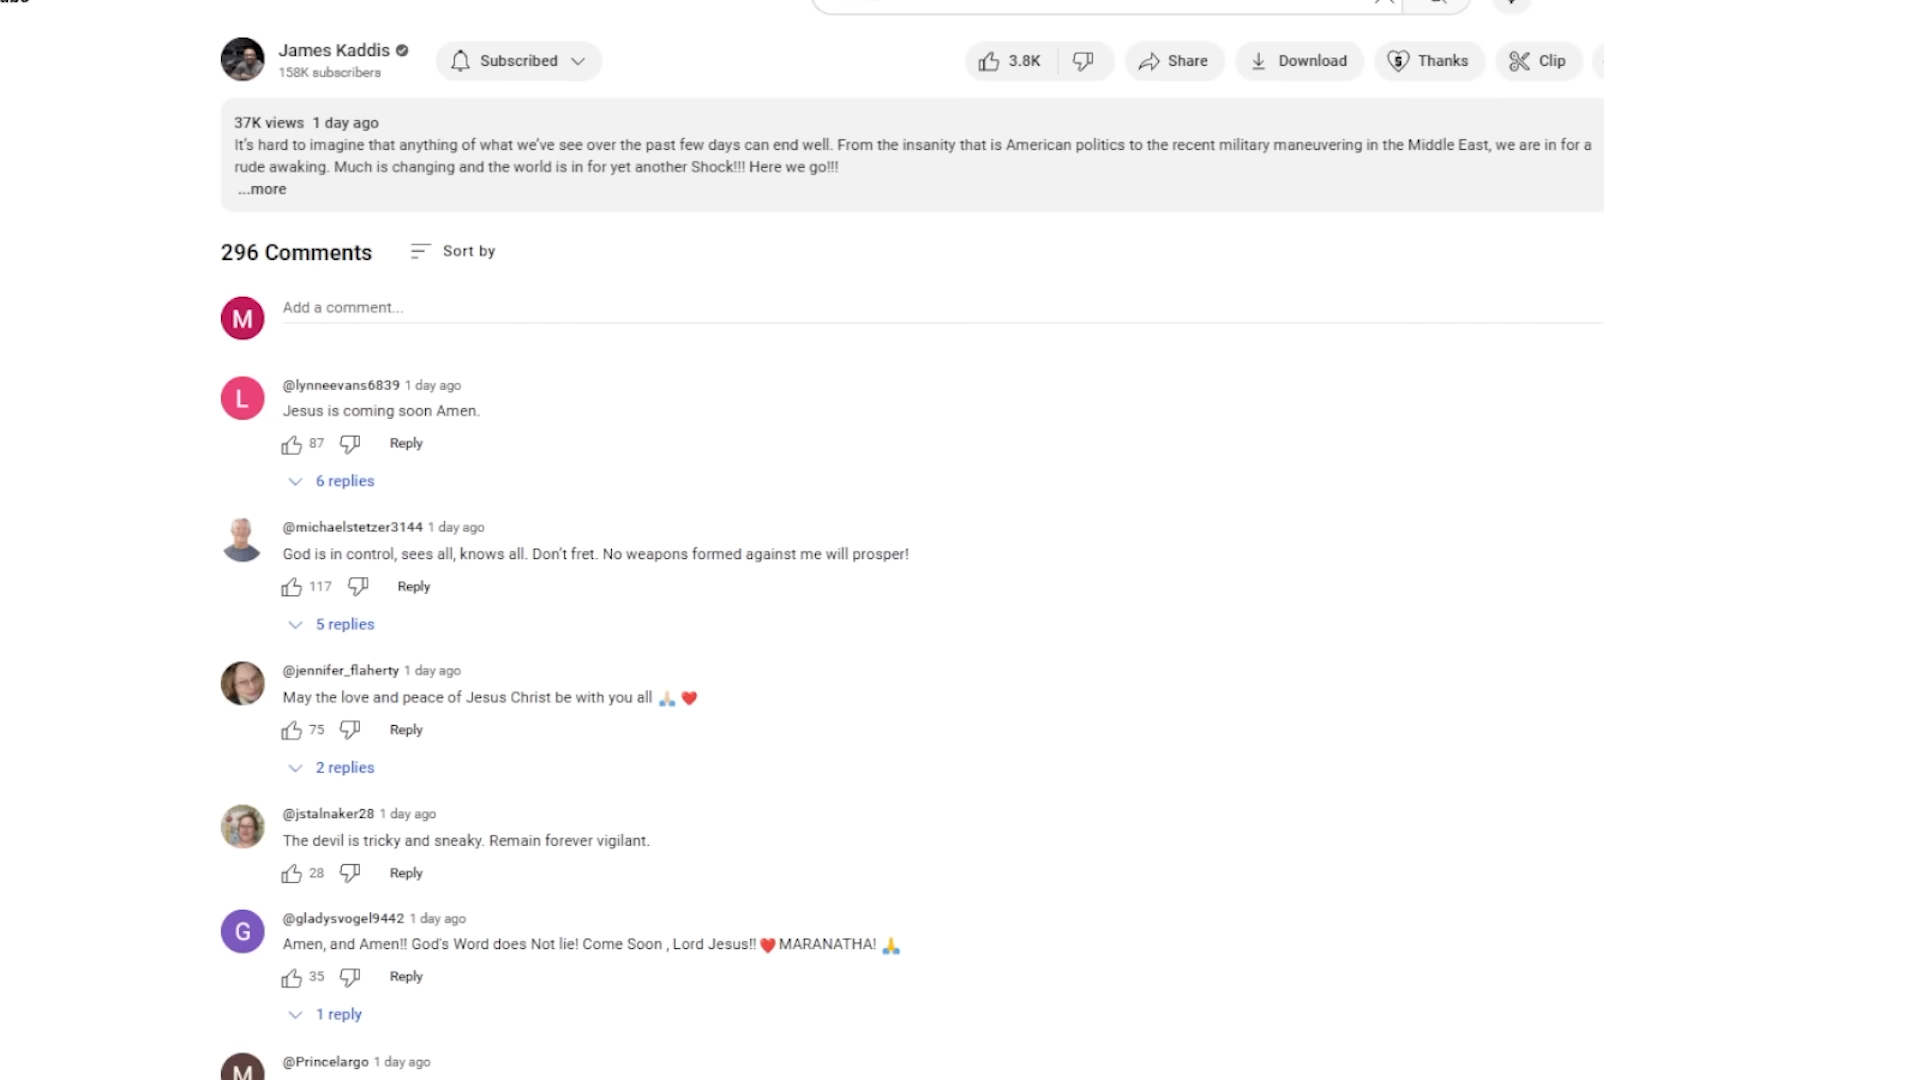 James Kaddis
158K subscribers
Subscribed
3.8K
Share
Download
Thanks
Clip
37K views 1 day ago
It's hard to imagine that anything of what we've see over the past few days can end well. From the insanity that is American politics to the recent military maneuvering in the Middle East, we are in for a
rude awaking. Much is changing and the world is in for yet another Shock!!! Here we go!!!
...more
296 Comments
Sort by
M
Add a comment...
L
@lynneevans6839 1 day ago
Jesus is coming soon Amen.
87
Reply
6 replies
@michaelstetzer3144 1 day ago
God is in control, sees all, knows all. Don't fret. No weapons formed against me will prosper!
117
Reply
5 replies
@jennifer_flaherty 1 day ago
May the love and peace of Jesus Christ be with you all 🙏🏻 ❤️
75
Reply
2 replies
@jstalnaker28 1 day ago
The devil is tricky and sneaky. Remain forever vigilant.
28
Reply
G
@gladysvogel9442 1 day ago
Amen, and Amen!! God's Word does Not lie! Come Soon , Lord Jesus!! ❤️ MARANATHA! 🙏
35
Reply
1 reply
M
@Princelargo 1 day ago